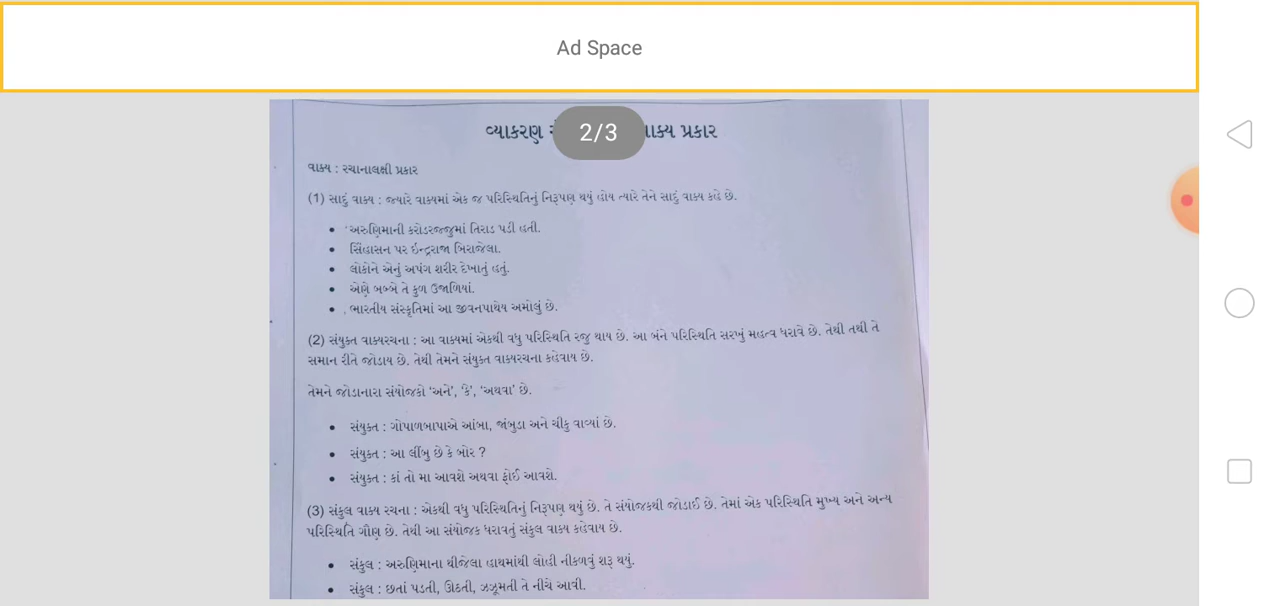 Ad Space
વ્યાકરણ 2/3 વાક્ય પ્રકાર
વાક્ય : રચાનાલક્ષી પ્રકાર
(1) સાદું વાક્ય : જ્યારે વાક્યમાં એક જ પરિસ્થિતિનું નિરૂપણ થયું હોય ત્યારે તેને સાદું વાક્ય કહે છે.
• અરુણિમાની કરોડરજ્જુમાં તિરાડ પડી હતી.
• સિંહાસન પર ઇન્દ્રરાજા બિરાજેલા.
• લોકોને એનું અપંગ શરીર દેખાતું હતું.
• એણે બબ્બે તે કુળ ઉજાળિયાં.
• ભારતીય સંસ્કૃતિમાં આ જીવનપાથેય અમોલું છે.
(2) સંયુક્ત વાક્યરચના : આ વાક્યમાં એકથી વધુ પરિસ્થિતિ રજુ થાય છે. આ બંને પરિસ્થિતિ સરખું મહત્વ ધરાવે છે. તેથી તથી તે
સમાન રીતે જોડાય છે. તેથી તેમને સંયુક્ત વાક્યરચના કહેવાય છે.
તેમને જોડાનારા સંયોજકો ‘અને’, ‘કે’, ‘અથવા’ છે.
• સંયુક્ત : ગોપાળબાપાએ આંબા, જાંબુડા અને ચીકુ વાવ્યાં છે.
• સંયુક્ત : આ લીંબુ છે કે બોર ?
• સંયુક્ત : કાં તો મા આવશે અથવા ફોઈ આવશે.
(3) સંકુલ વાક્ય રચના : એકથી વધુ પરિસ્થિતિનું નિરૂપણ થયું છે. તે સંયોજકથી જોડાઈ છે. તેમાં એક પરિસ્થિતિ મુખ્ય અને અન્ય
પરિસ્થિતિ ગૌણ છે. તેથી આ સંયોજક ધરાવતું સંકુલ વાક્ય કહેવાય છે.
• સંકુલ : અરુણિમાના થીજેલા હાથમાંથી લોહી નીકળવું શરૂ થયું.
• સંકુલ : છતાં પડતી, ઊઠતી, ઝઝૂમતી તે નીચે આવી.